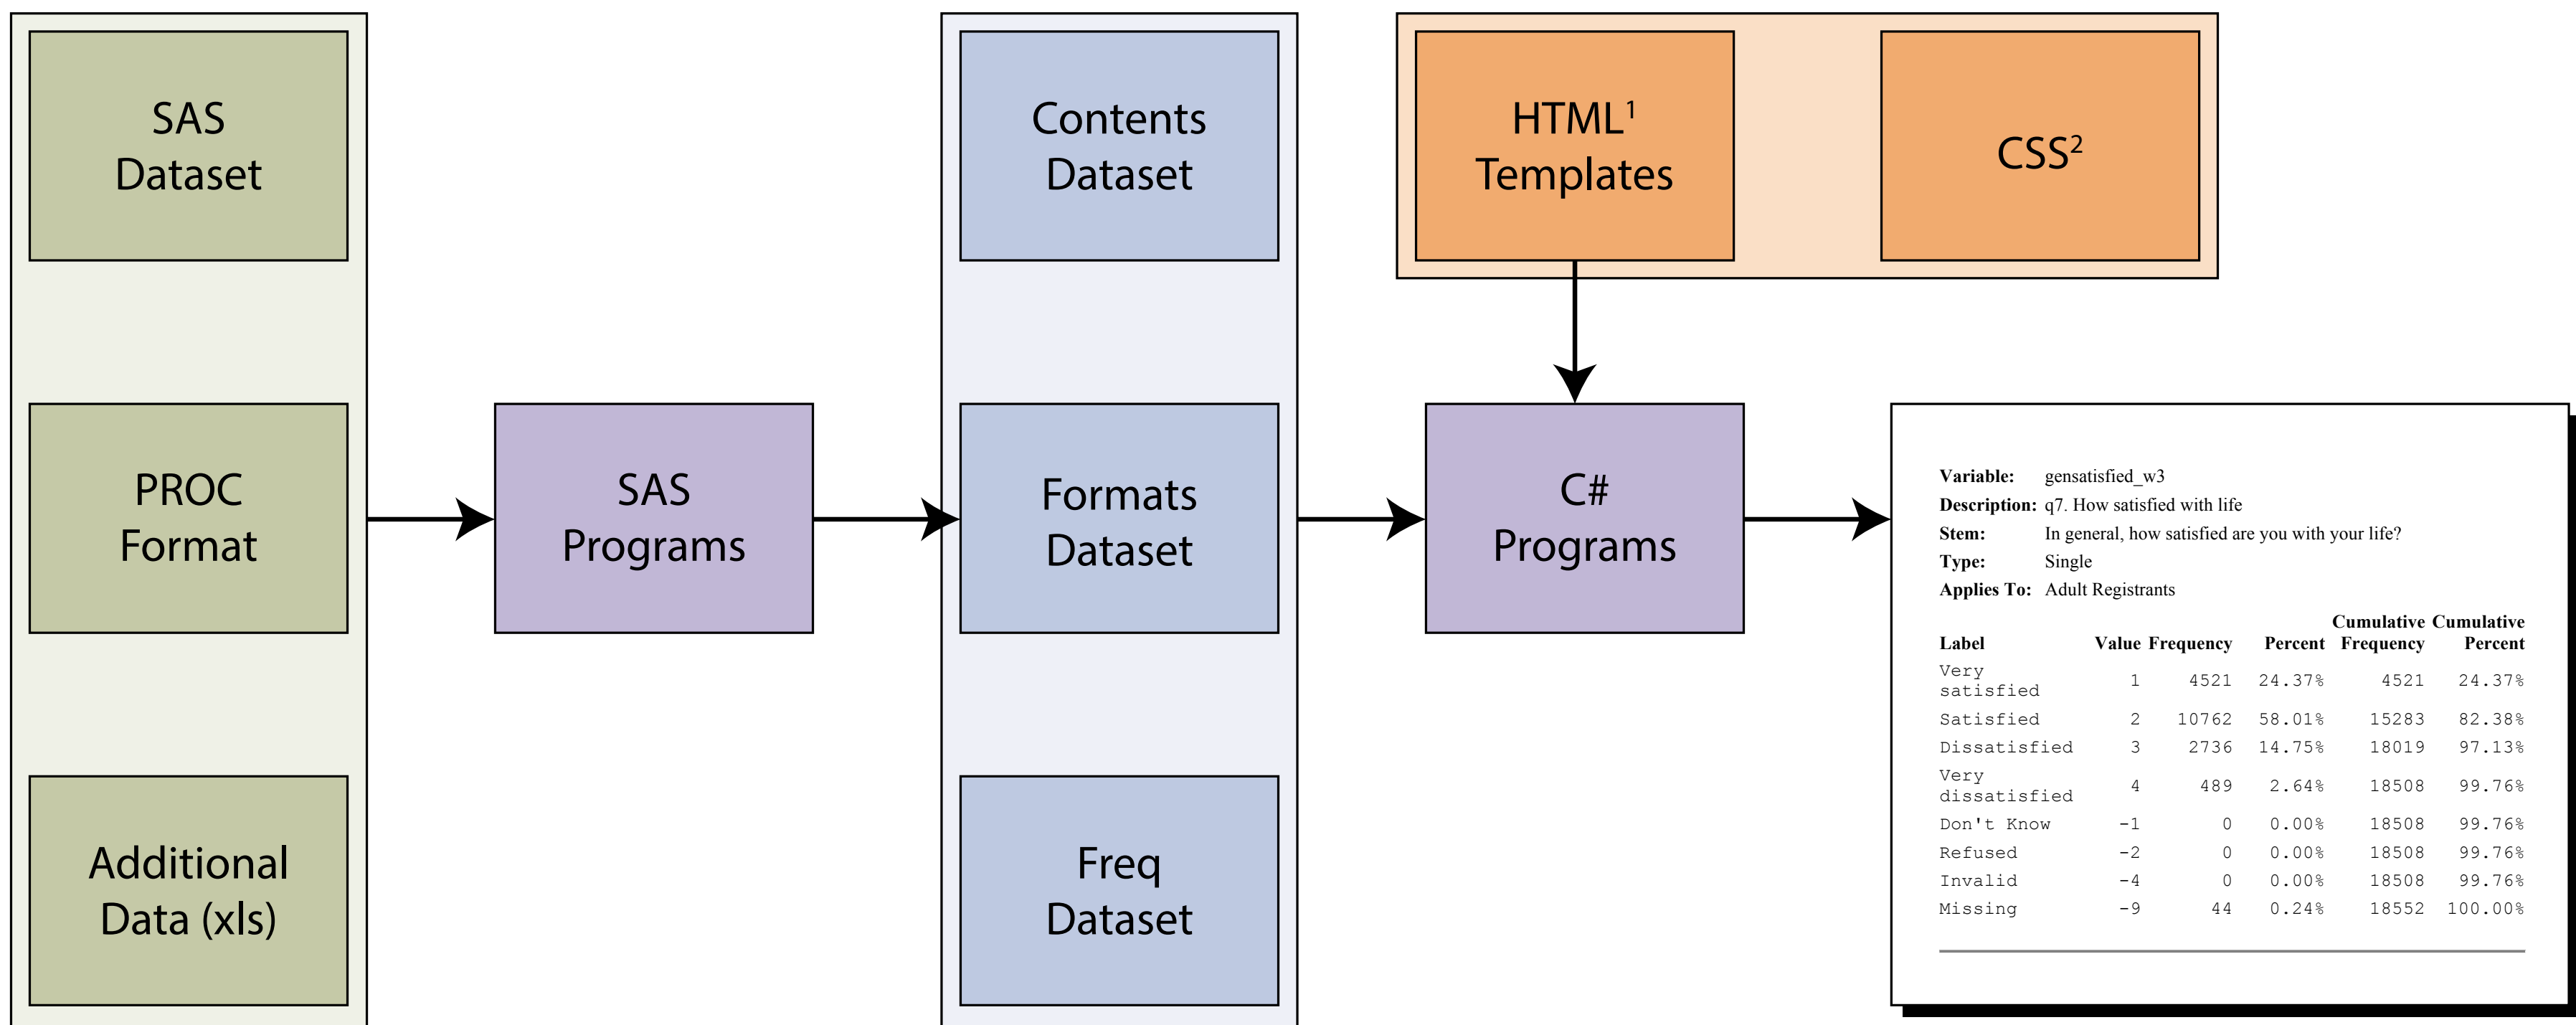 SAS
Dataset
PROC
Format
Additional
Data (xls)
SAS
Programs
Contents
Dataset
Formats
Dataset
Freq
Dataset
HTML¹
Templates
CSS²
C#
Programs
Variable: gensatisfied_w3
Description: q7. How satisfied with life
Stem: In general, how satisfied are you with your life?
Type: Single
Applies To: Adult Registrants
Cumulative Cumulative
Label Value Frequency Percent Frequency Percent
Very
satisfied 1 4521 24.37% 4521 24.37%
Satisfied 2 10762 58.01% 15283 82.38%
Dissatisfied 3 2736 14.75% 18019 97.13%
Very
dissatisfied 4 489 2.64% 18508 99.76%
Don't Know -1 0 0.00% 18508 99.76%
Refused -2 0 0.00% 18508 99.76%
Invalid -4 0 0.00% 18508 99.76%
Missing -9 44 0.24% 18552 100.00%